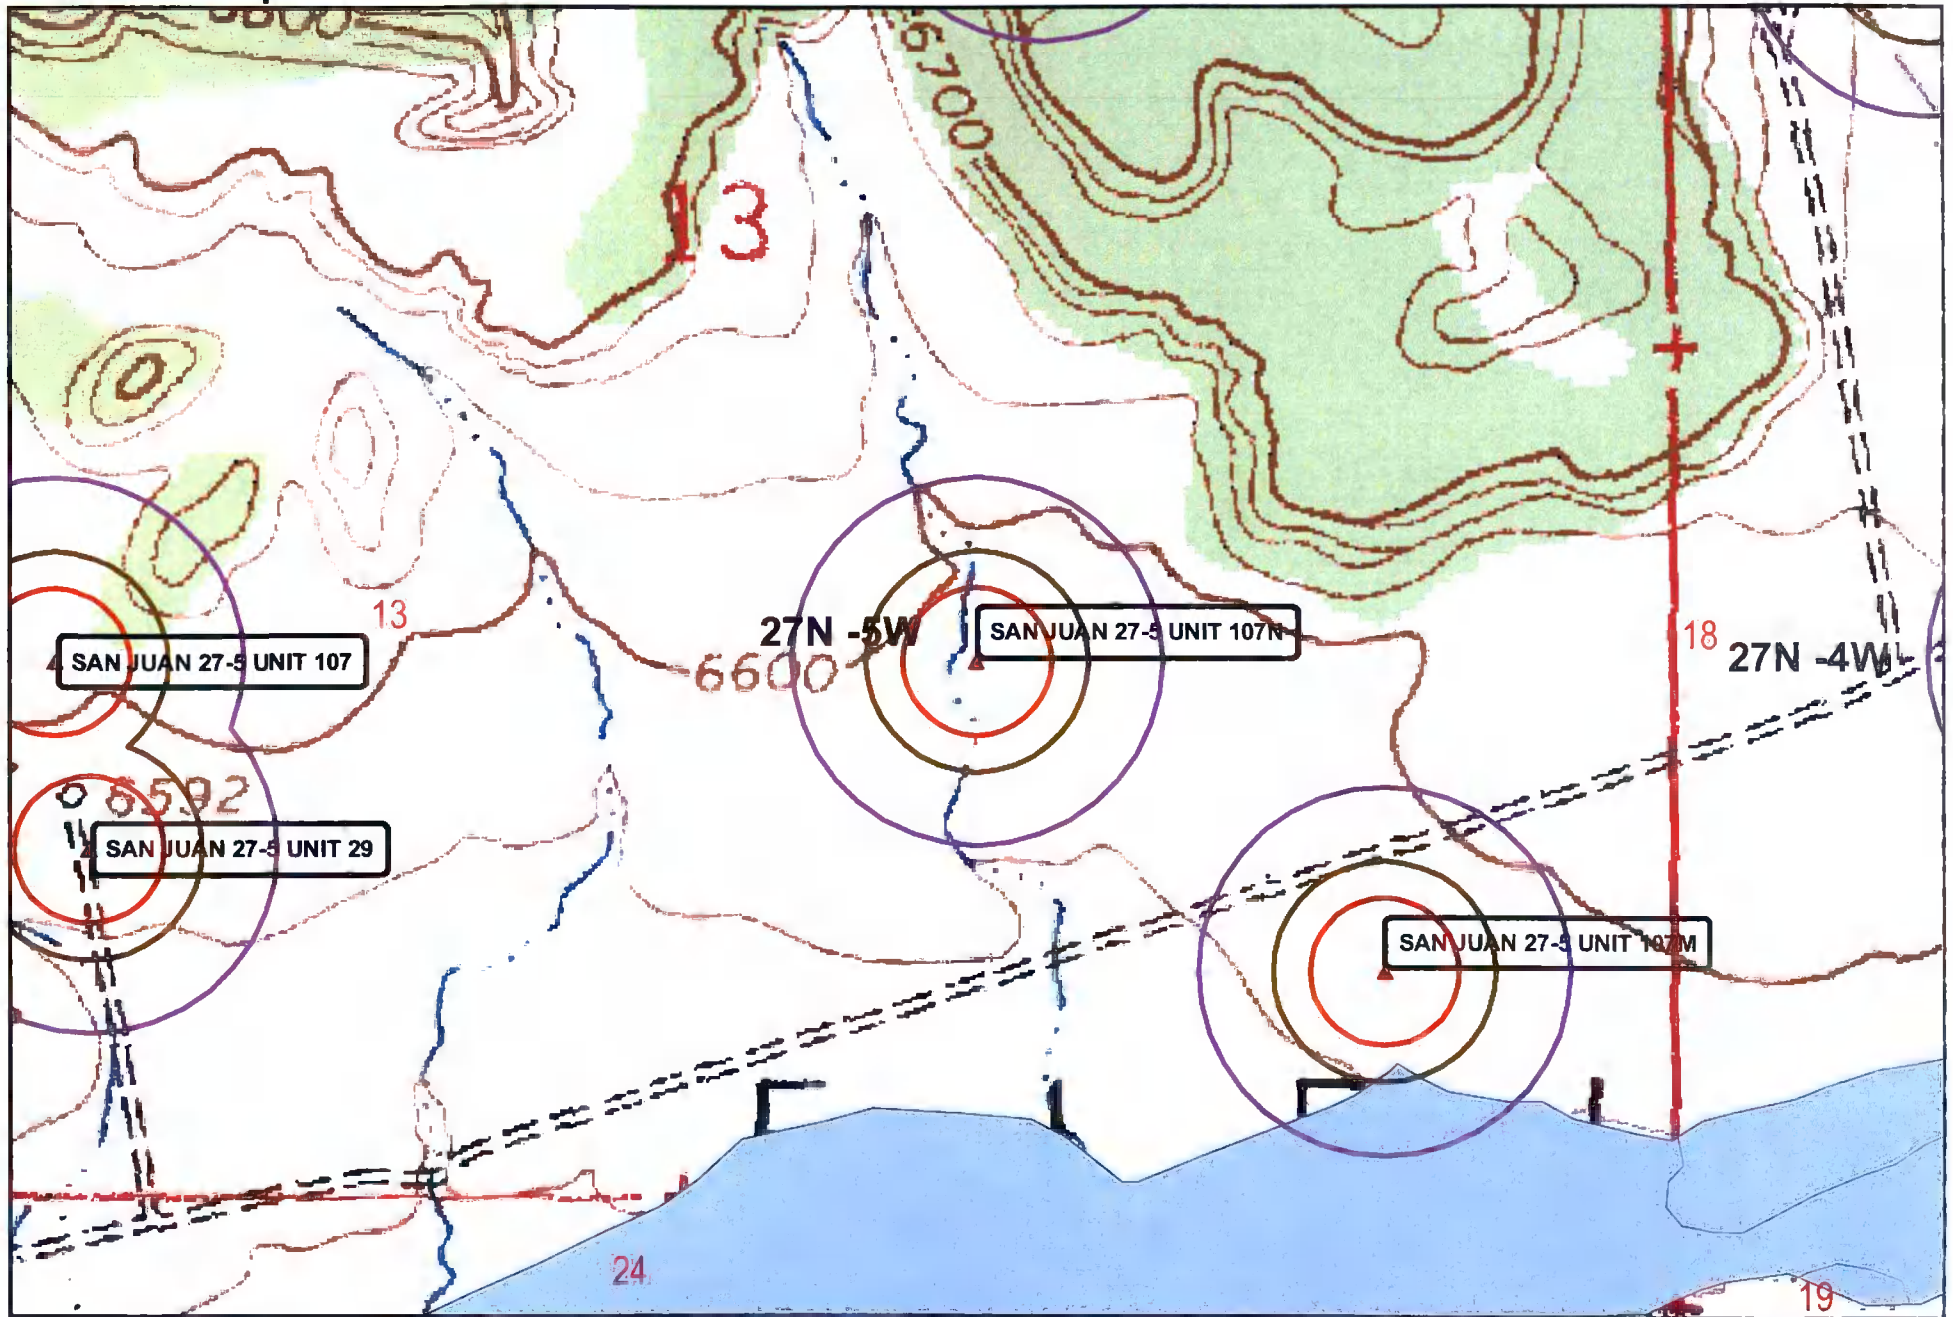 6700
13
13
27N -5W
SAN JUAN 27-5 UNIT 107N
18
27N -4W
SAN JUAN 27-5 UNIT 107
6600
6592
SAN JUAN 27-5 UNIT 29
SAN JUAN 27-5 UNIT 107M
24
19